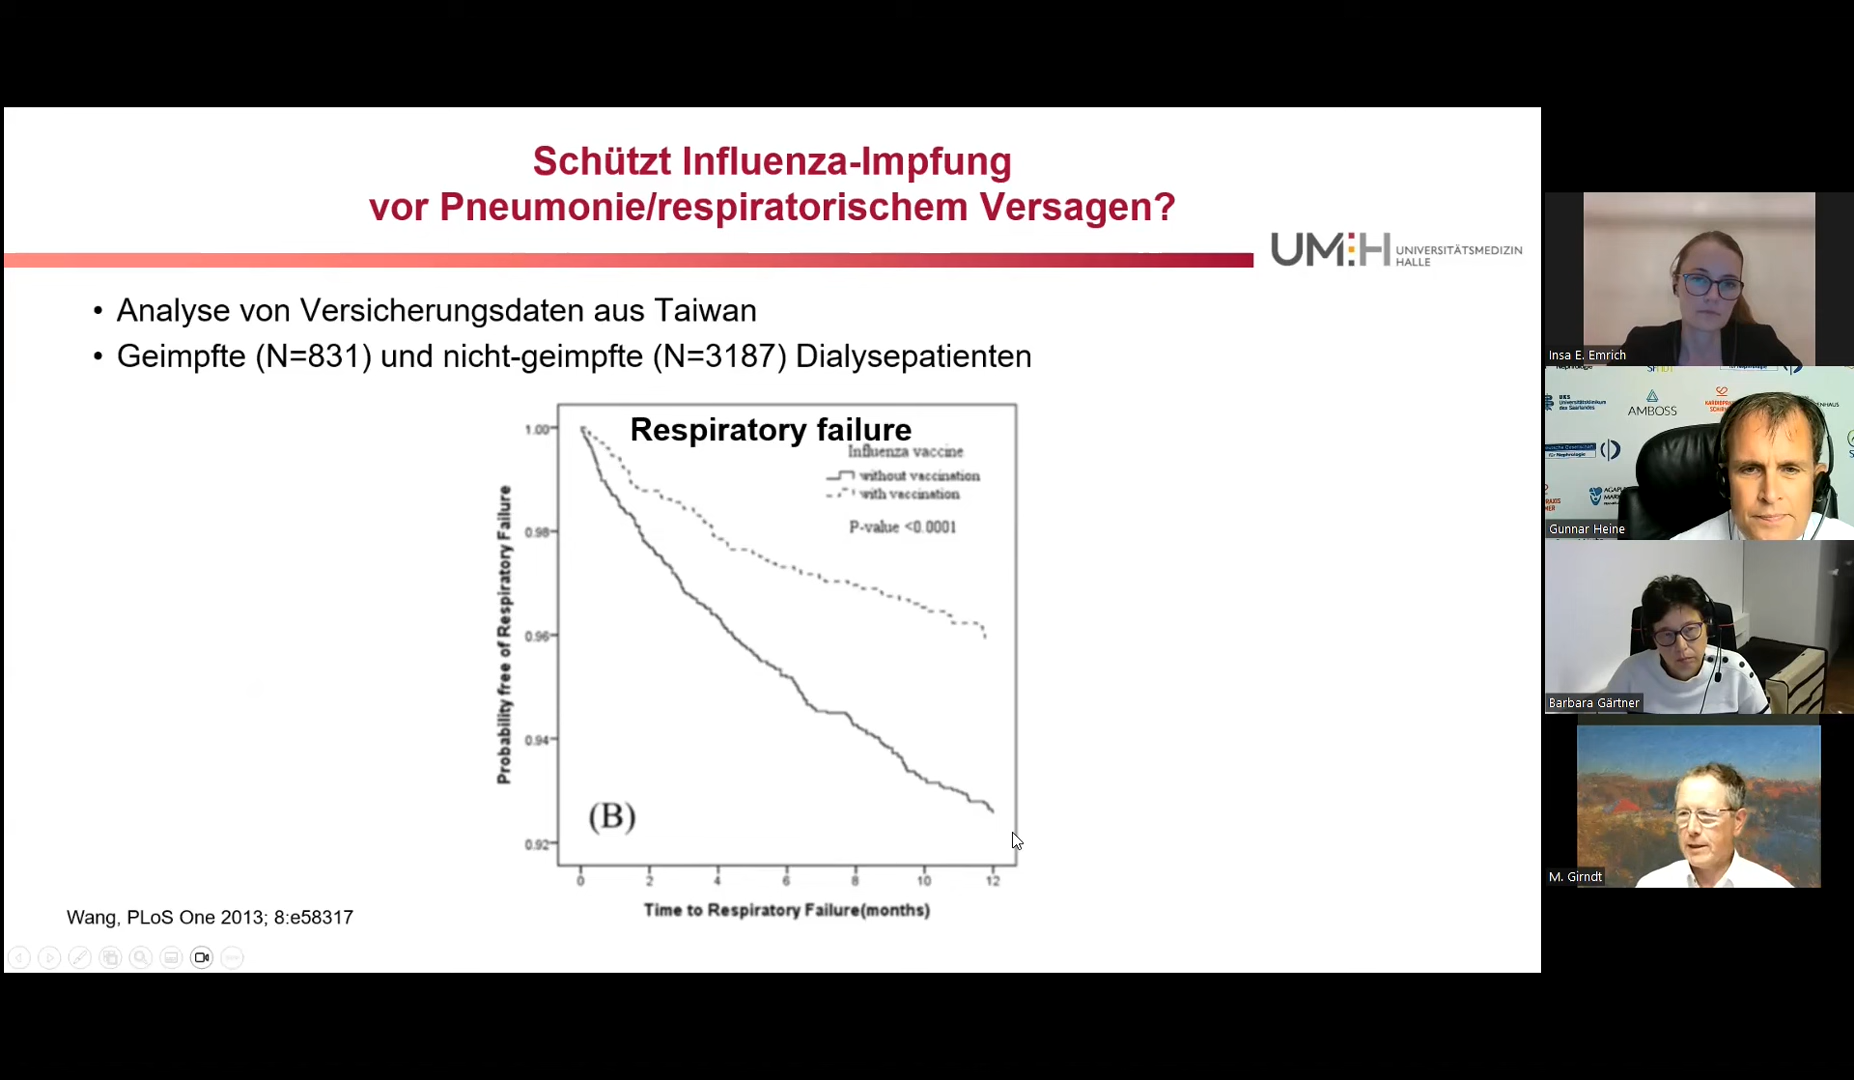 Schützt Influenza-Impfung
vor Pneumonie/respiratorischem Versagen?
UM:H UNIVERSITÄTSMEDIZIN
HALLE
• Analyse von Versicherungsdaten aus Taiwan
• Geimpfte (N=831) und nicht-geimpfte (N=3187) Dialysepatienten
Respiratory failure
Influenza vaccine
without vaccination
with vaccination
P-value <0.0001
Probability free of Respiratory Failure
1.00
0.98
0.96
0.94
0.92
(B)
0 2 4 6 8 10 12
Time to Respiratory Failure(months)
Wang, PLoS One 2013; 8:e58317
Insa E. Emrich
AMBOSS
Gunnar Heine
Barbara Gärtner
M. Girndt